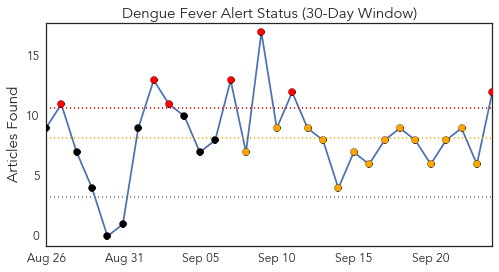 Dengue Fever Alert Status (30-Day Window)
Articles Found
15
10
5
0
Aug 26
Aug 31
Sep 05
Sep 10
Sep 15
Sep 20